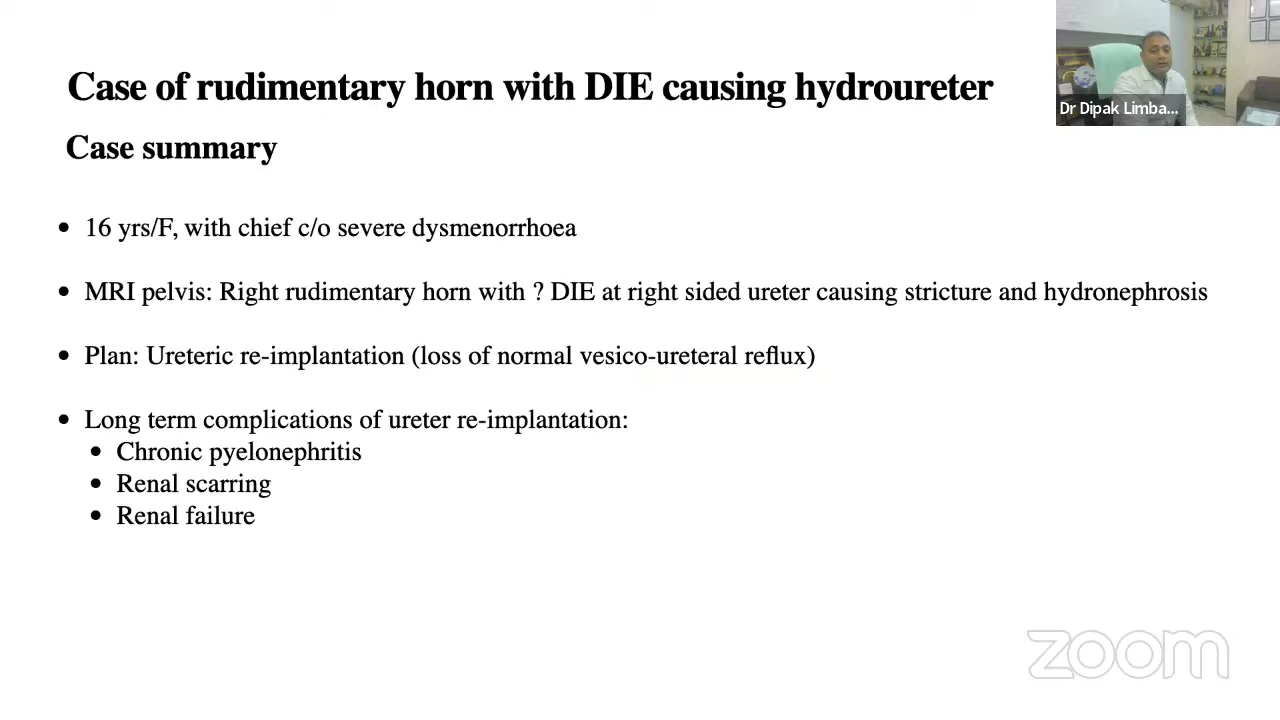 Case of rudimentary horn with DIE causing hydroureter
Case summary
• 16 yrs/F, with chief c/o severe dysmenorrhoea
• MRI pelvis: Right rudimentary horn with ? DIE at right sided ureter causing stricture and hydronephrosis
• Plan: Ureteric re-implantation (loss of normal vesico-ureteral reflux)
• Long term complications of ureter re-implantation:
• Chronic pyelonephritis
• Renal scarring
• Renal failure
Dr Dipak Limba...
zoom